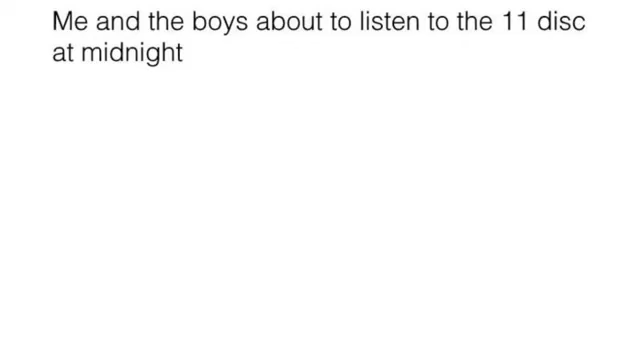 Me and the boys about to listen to the 11 disc
at midnight